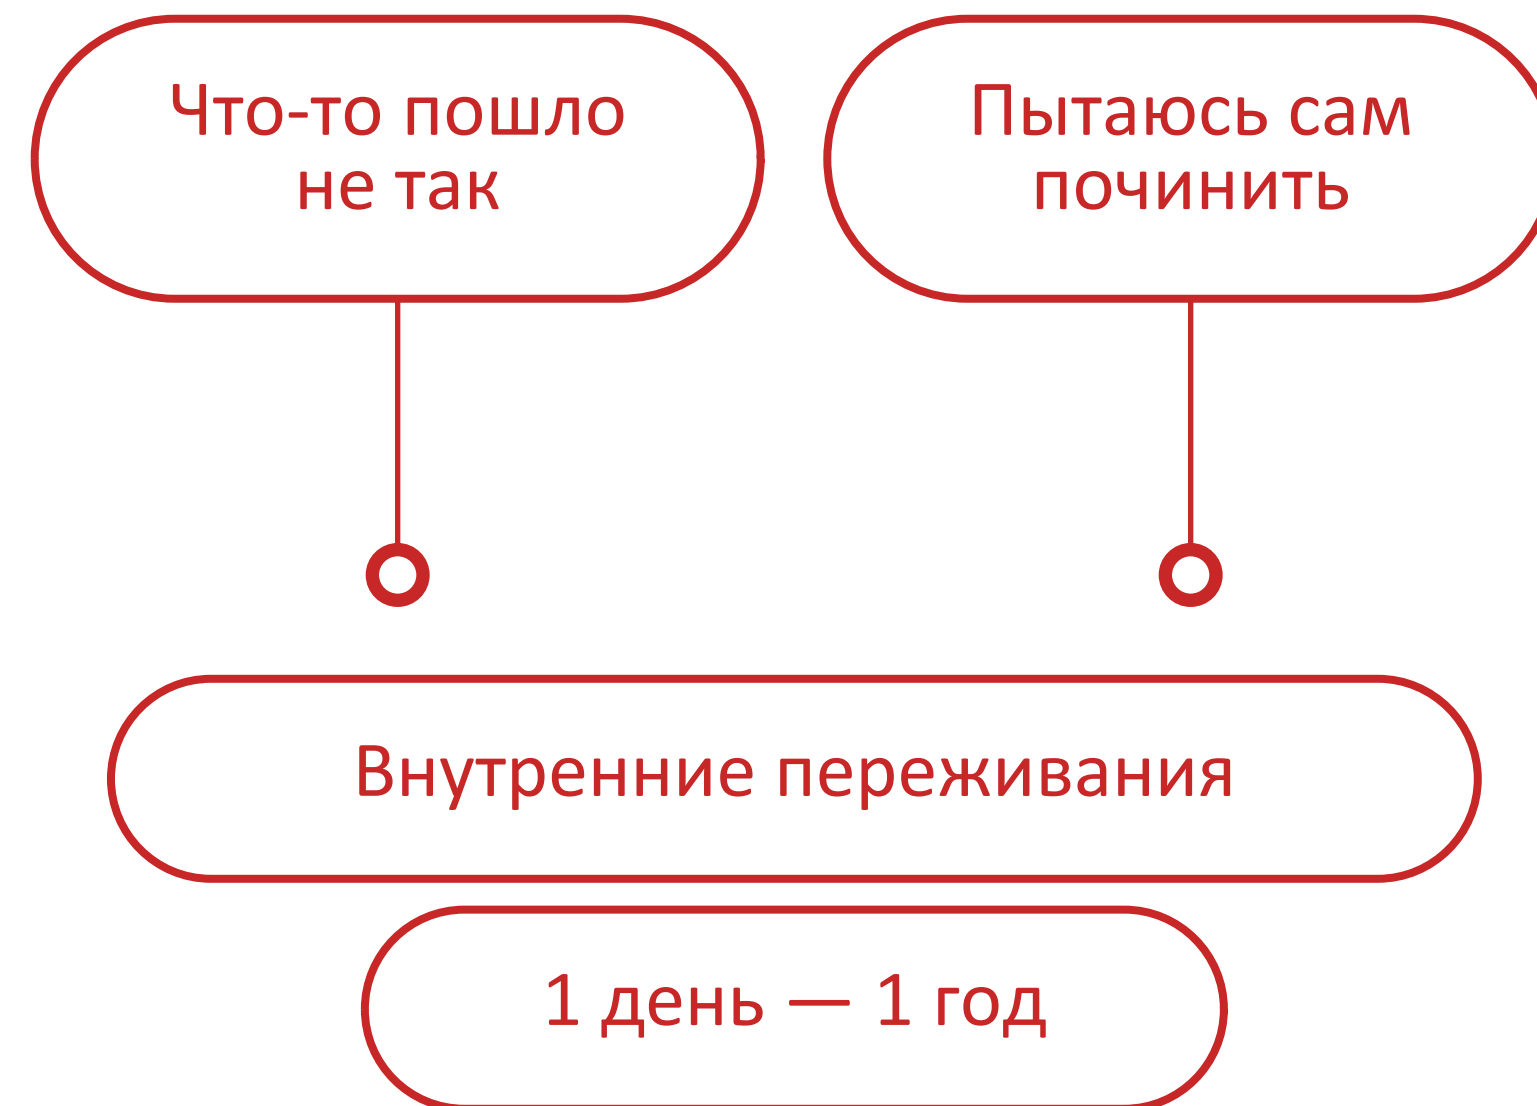 Что-то пошло
не так
Пытаюсь сам
починить
Внутренние переживания
1 день — 1 год